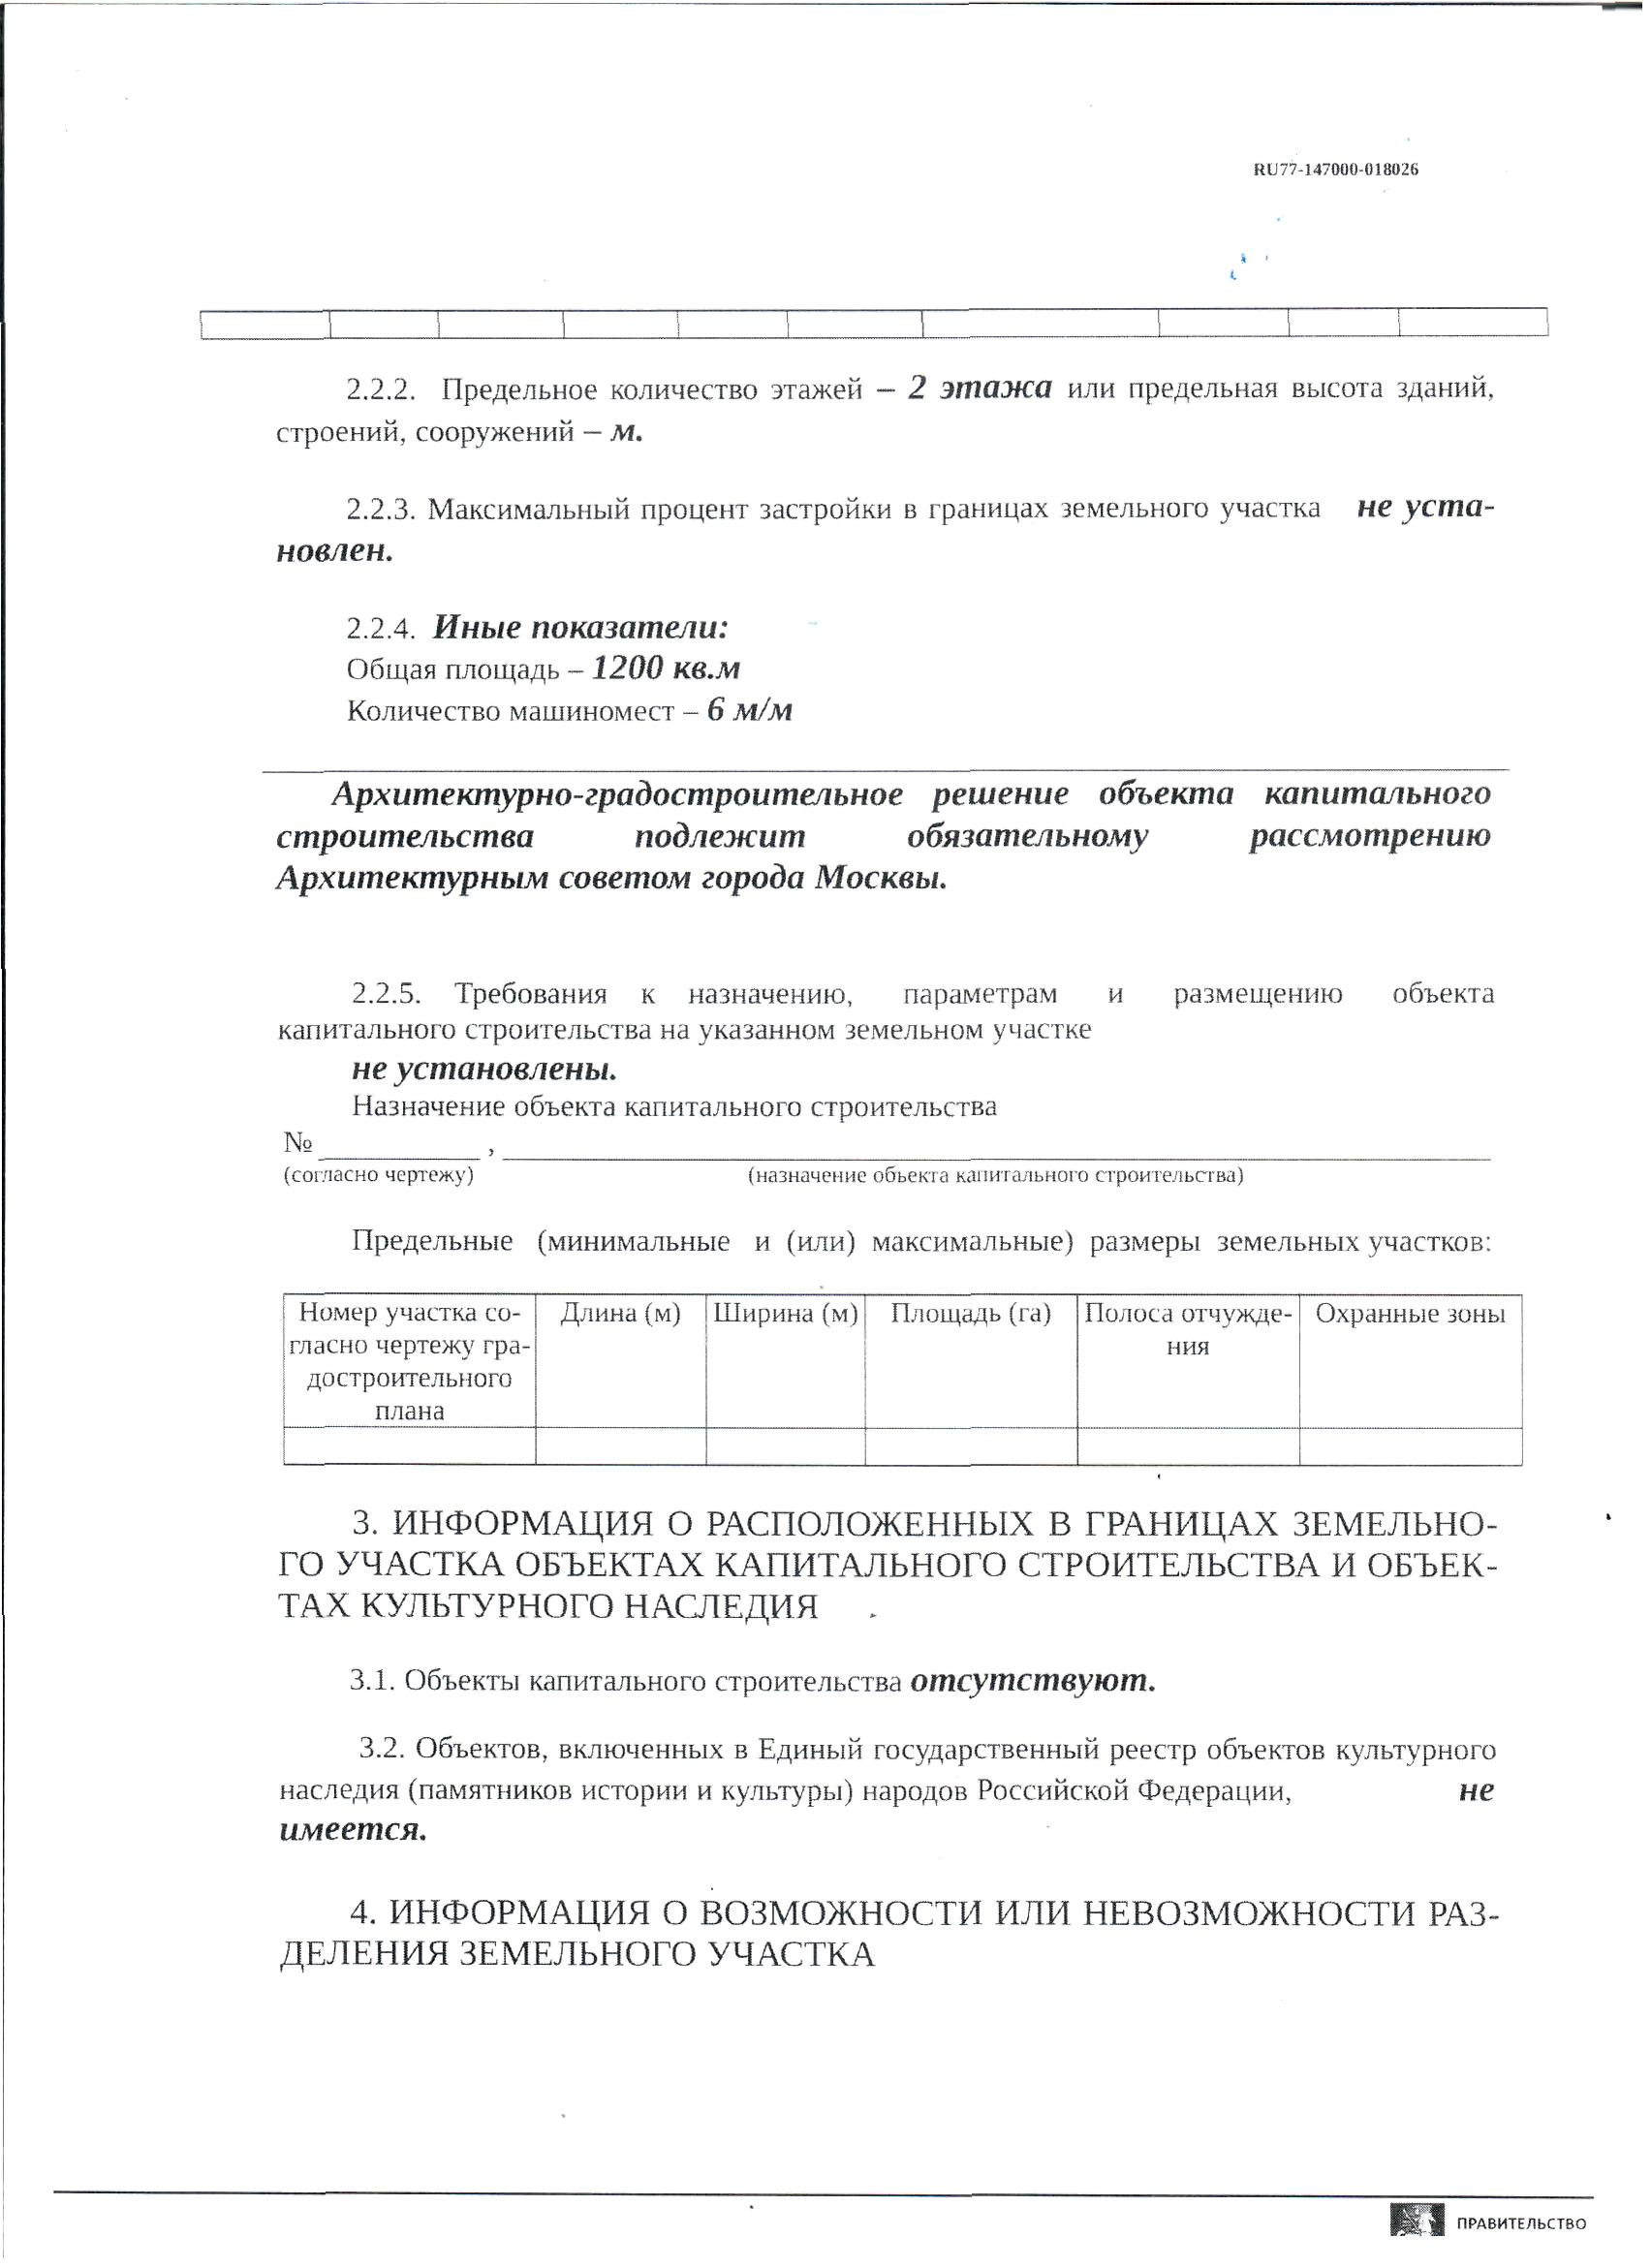 RU77-147000-018026
2.2.2. Предельное количество этажей – 2 этажа или предельная высота зданий,
строений, сооружений – м.
2.2.3. Максимальный процент застройки в границах земельного участка не уста-
новлен.
2.2.4. Иные показатели:
Общая площадь – 1200 кв.м
Количество машиномест – 6 м/м
Архитектурно-градостроительное решение объекта капитального
строительства подлежит обязательному рассмотрению
Архитектурным советом города Москвы.
2.2.5. Требования к назначению, параметрам и размещению объекта
капитального строительства на указанном земельном участке
не установлены.
Назначение объекта капитального строительства
№ ___________ , ___________
(согласно чертежу) (назначение объекта капитального строительства)
Предельные (минимальные и (или) максимальные) размеры земельных участков:
Номер участка со- Длина (м) Ширина (м) Площадь (га) Полоса отчужде- Охранные зоны
гласно чертежу гра- ния
достроительного
плана
3. ИНФОРМАЦИЯ О РАСПОЛОЖЕННЫХ В ГРАНИЦАХ ЗЕМЕЛЬНО-
ГО УЧАСТКА ОБЪЕКТАХ КАПИТАЛЬНОГО СТРОИТЕЛЬСТВА И ОБЪЕК-
ТАХ КУЛЬТУРНОГО НАСЛЕДИЯ
3.1. Объекты капитального строительства отсутствуют.
3.2. Объектов, включенных в Единый государственный реестр объектов культурного
наследия (памятников истории и культуры) народов Российской Федерации, не
имеется.
4. ИНФОРМАЦИЯ О ВОЗМОЖНОСТИ ИЛИ НЕВОЗМОЖНОСТИ РАЗ-
ДЕЛЕНИЯ ЗЕМЕЛЬНОГО УЧАСТКА
ПРАВИТЕЛЬСТВО